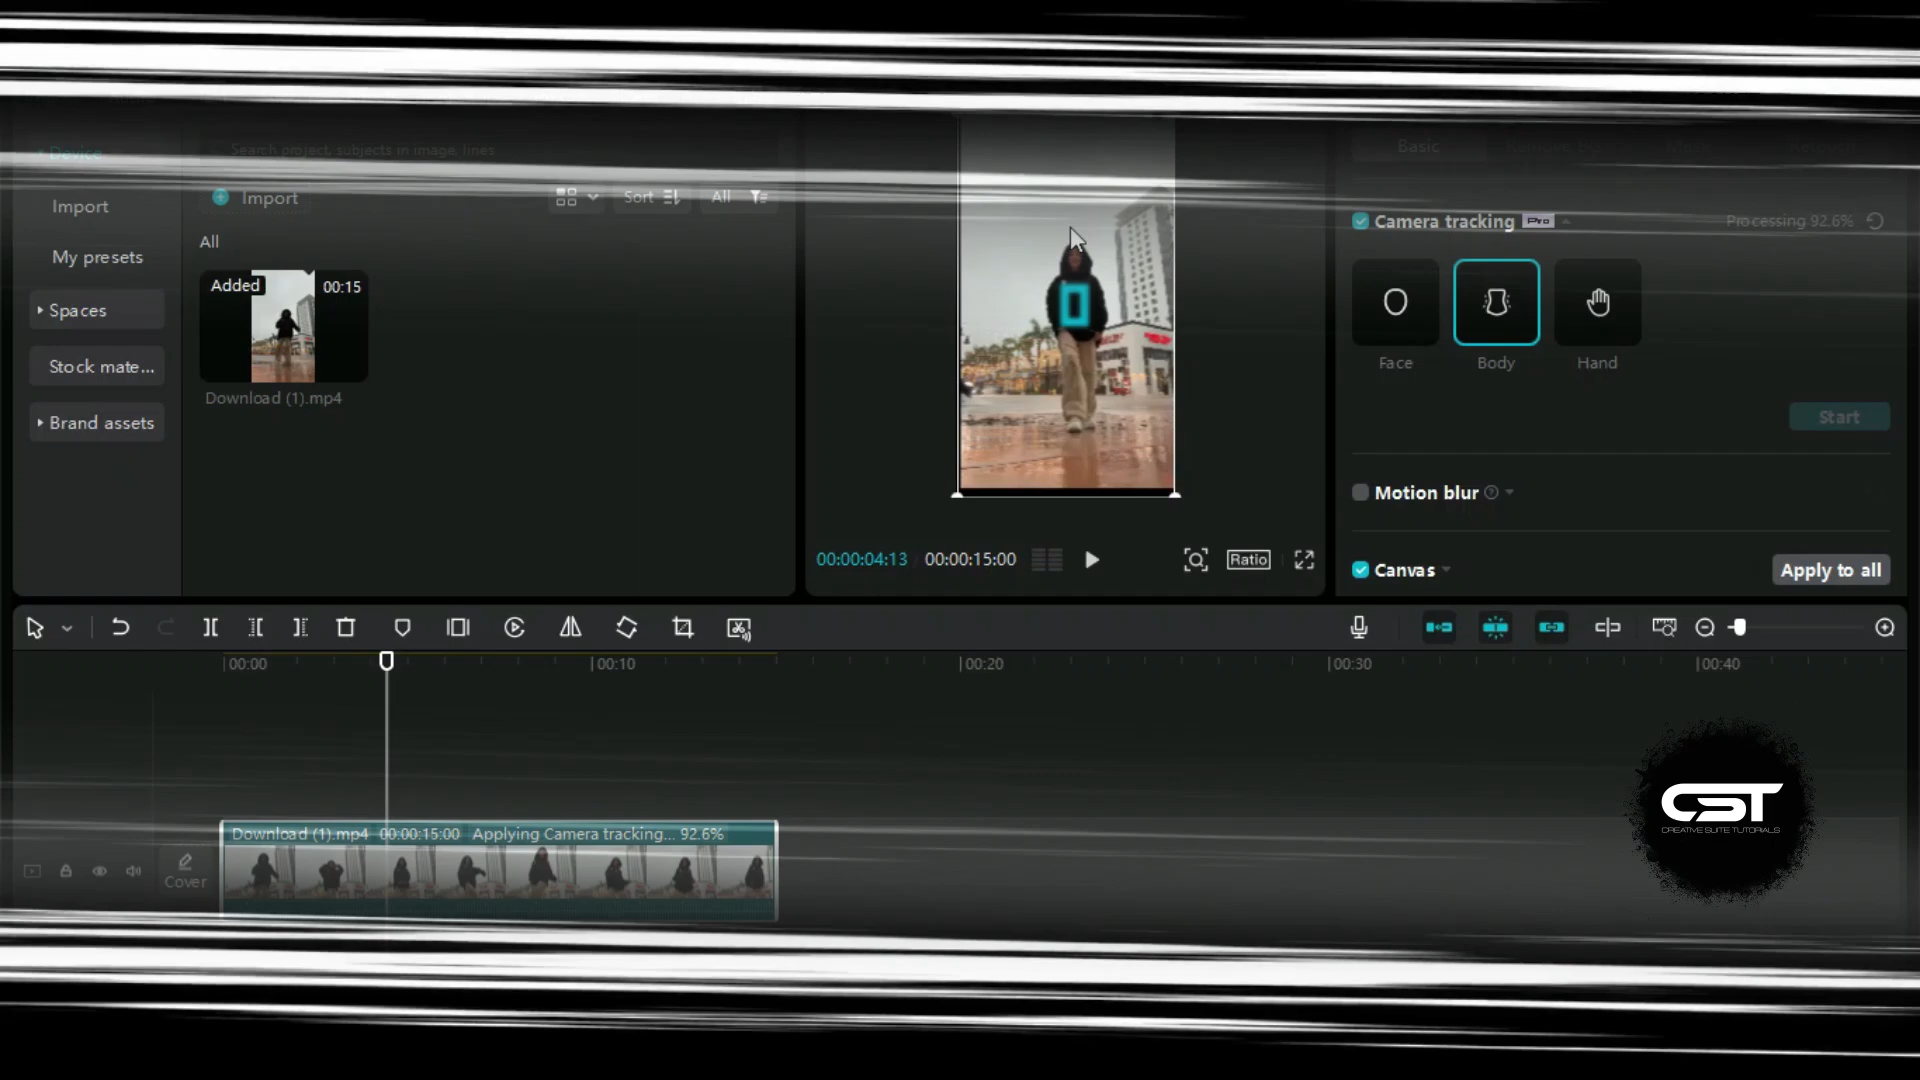 Device
Search project, subjects in image, lines
Import
Import
Sort
All
My presets
All
Spaces
Stock mate...
Brand assets
Added
00:15
Download (1).mp4
00:00:04:13
00:00:15:00
Ratio
Basic
Camera tracking
Pro
Processing 92.6%
Face
Body
Hand
Start
Motion blur
Canvas
Apply to all
00:00
00:10
00:20
00:30
00:40
Download (1).mp4 00:00:15:00 Applying Camera tracking... 92.6%
Cover
CST
CREATIVE SUITE TUTORIALS